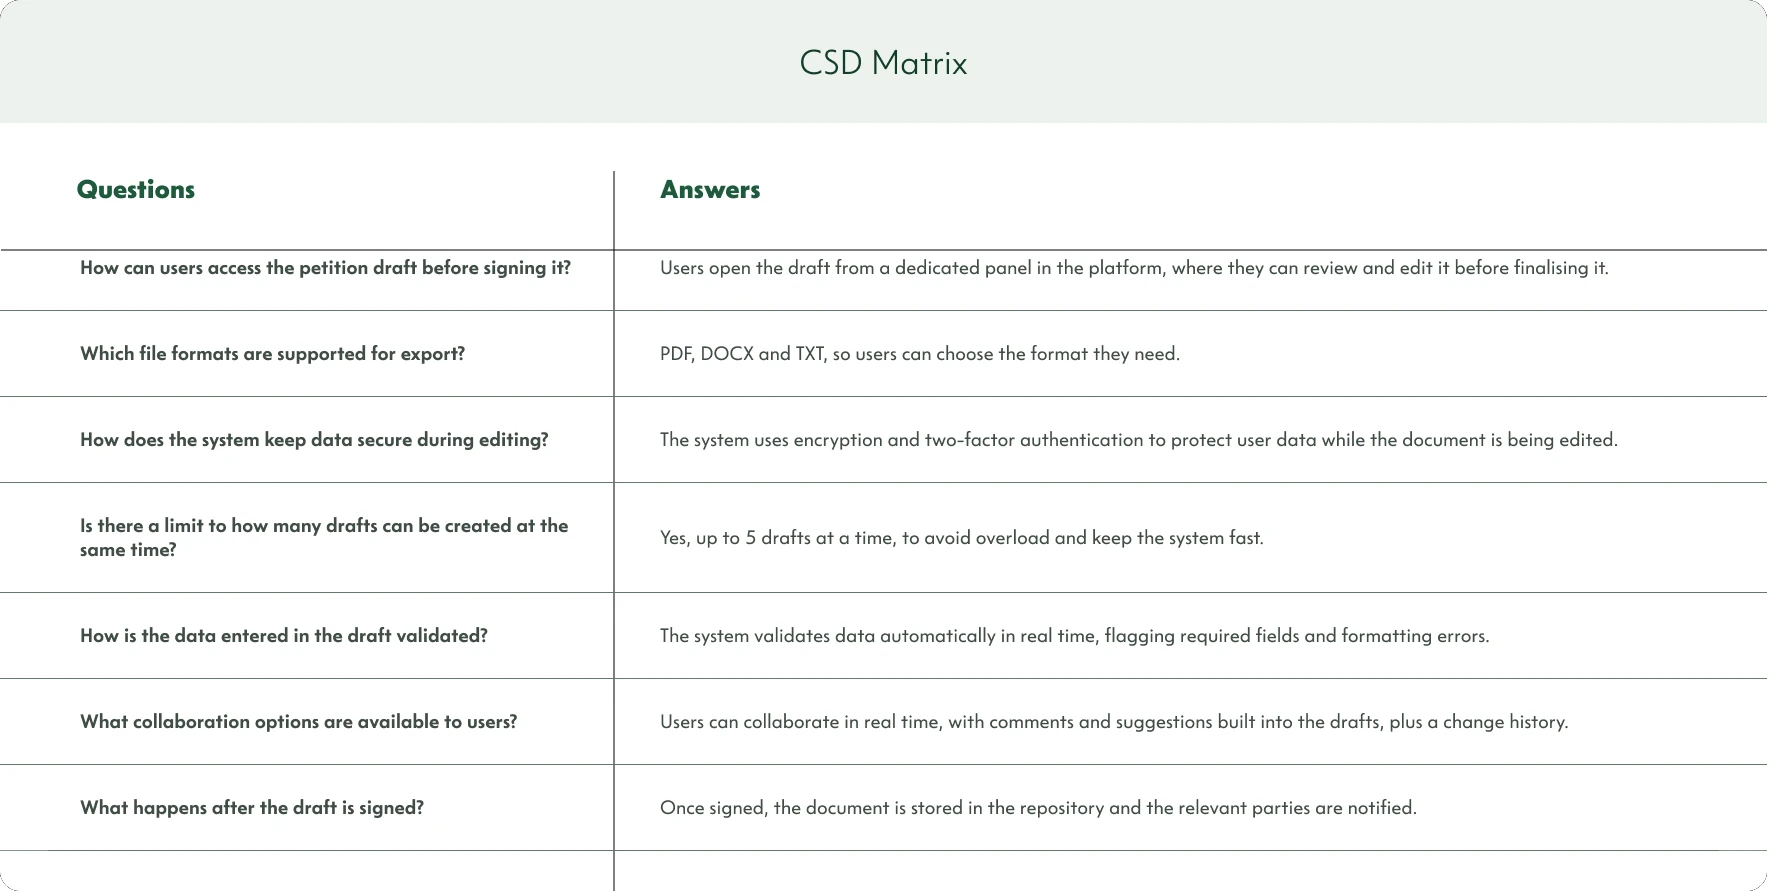 CSD Matrix
Questions
Answers
How can users access the petition draft before signing it?
Users open the draft from a dedicated panel in the platform, where they can review and edit it before finalising it.
Which file formats are supported for export?
PDF, DOCX and TXT, so users can choose the format they need.
How does the system keep data secure during editing?
The system uses encryption and two-factor authentication to protect user data while the document is being edited.
Is there a limit to how many drafts can be created at the
same time?
Yes, up to 5 drafts at a time, to avoid overload and keep the system fast.
How is the data entered in the draft validated?
The system validates data automatically in real time, flagging required fields and formatting errors.
What collaboration options are available to users?
Users can collaborate in real time, with comments and suggestions built into the drafts, plus a change history.
What happens after the draft is signed?
Once signed, the document is stored in the repository and the relevant parties are notified.